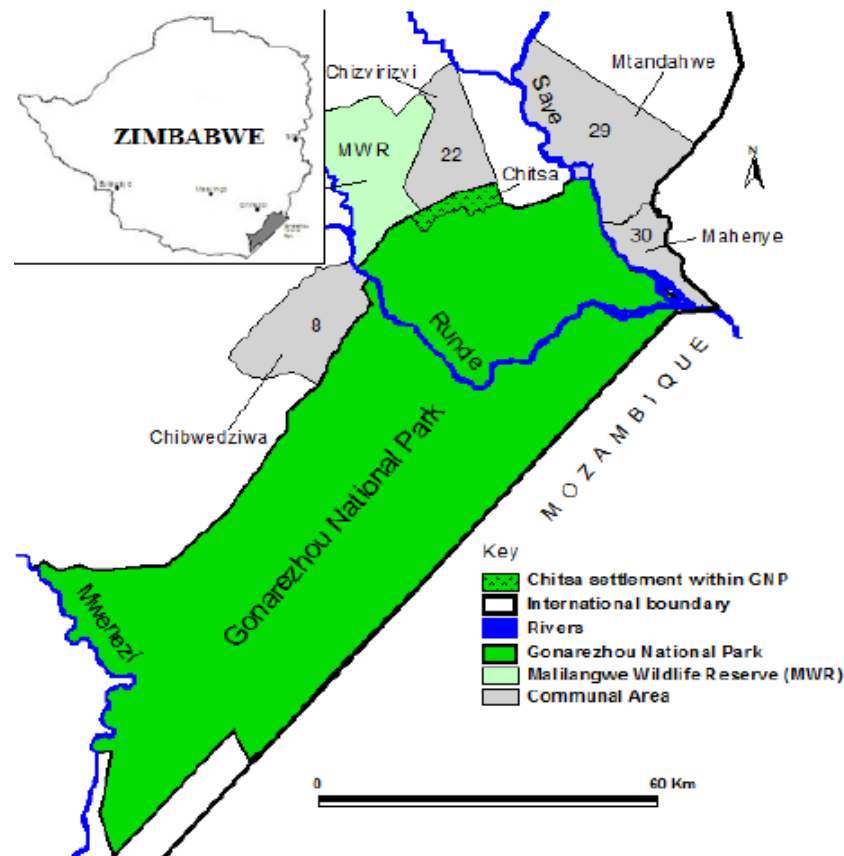 ZIMBABWE
Chizvirizvi
Mtandahwe
Save
29
MWR
22
Chitsa
N
30
Mahenye
8
Runde
Chibwedziwa
MOZAMBIQUE
Gonarezhou National Park
Mwenezi
Key
Chitsa settlement within GNP
International boundary
Rivers
Gonarezhou National Park
Malilangwe Wildlife Reserve (MWR)
Communal Area
0
60 Km